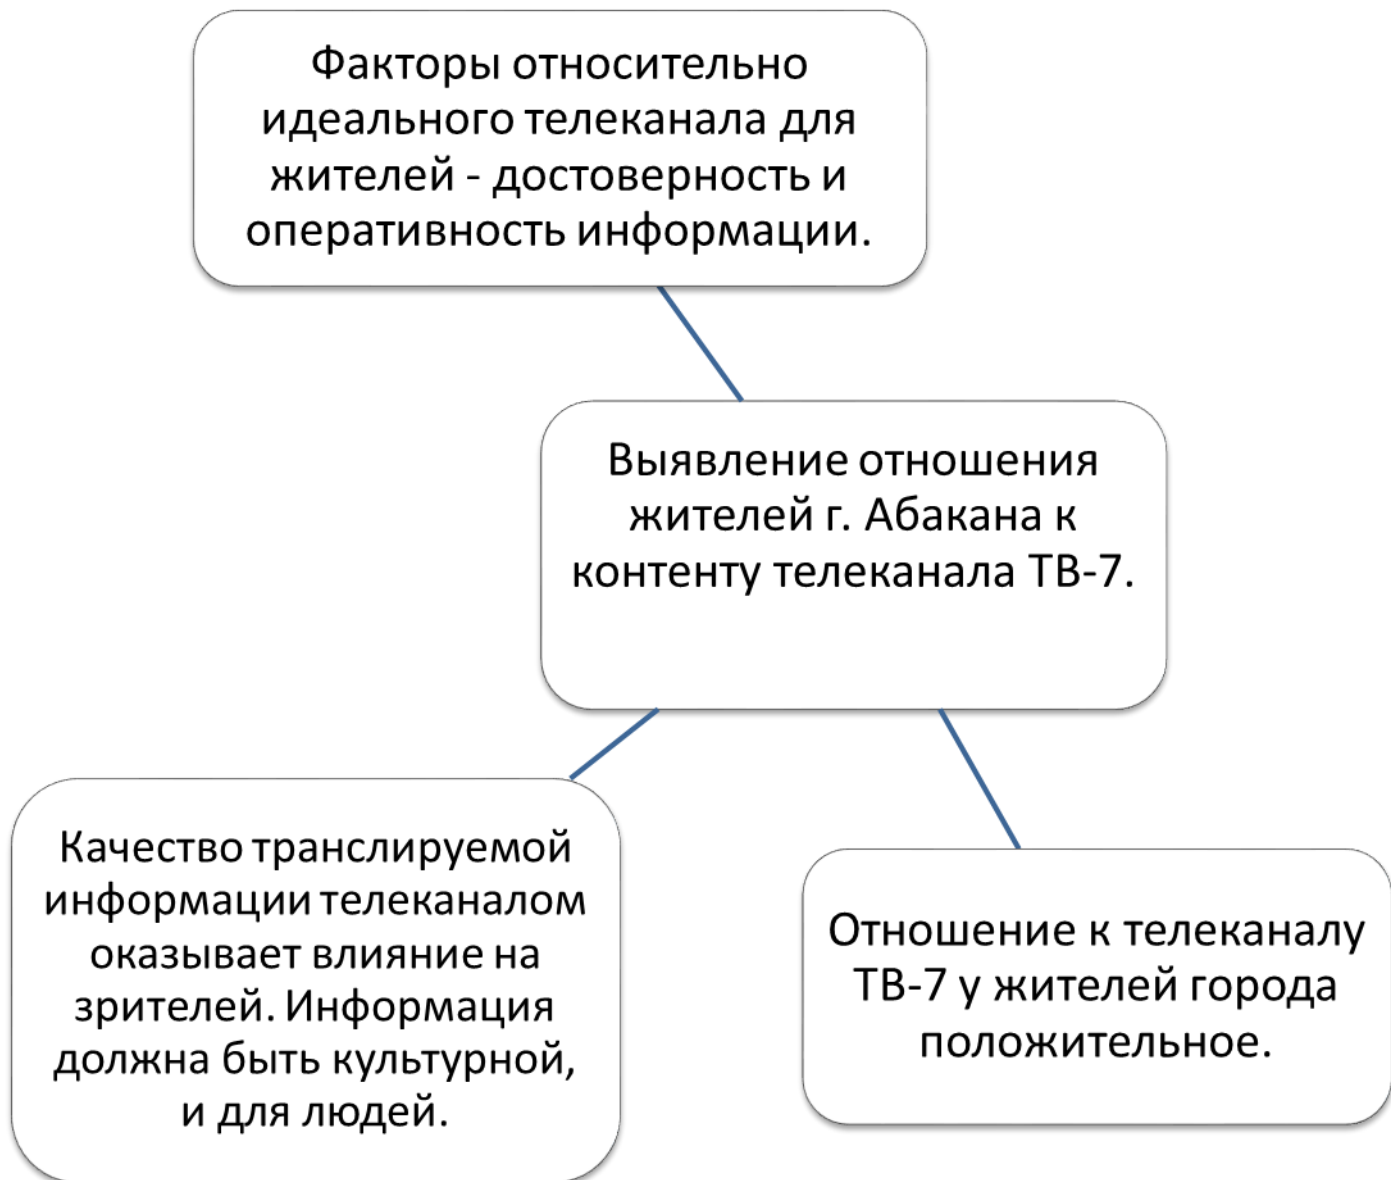 Факторы относительно
идеального телеканала для
жителей - достоверность и
оперативность информации.
Выявление отношения
жителей г. Абакана к
контенту телеканала ТВ-7.
Качество транслируемой
информации телеканалом
оказывает влияние на
зрителей. Информация
должна быть культурной,
и для людей.
Отношение к телеканалу
ТВ-7 у жителей города
положительное.